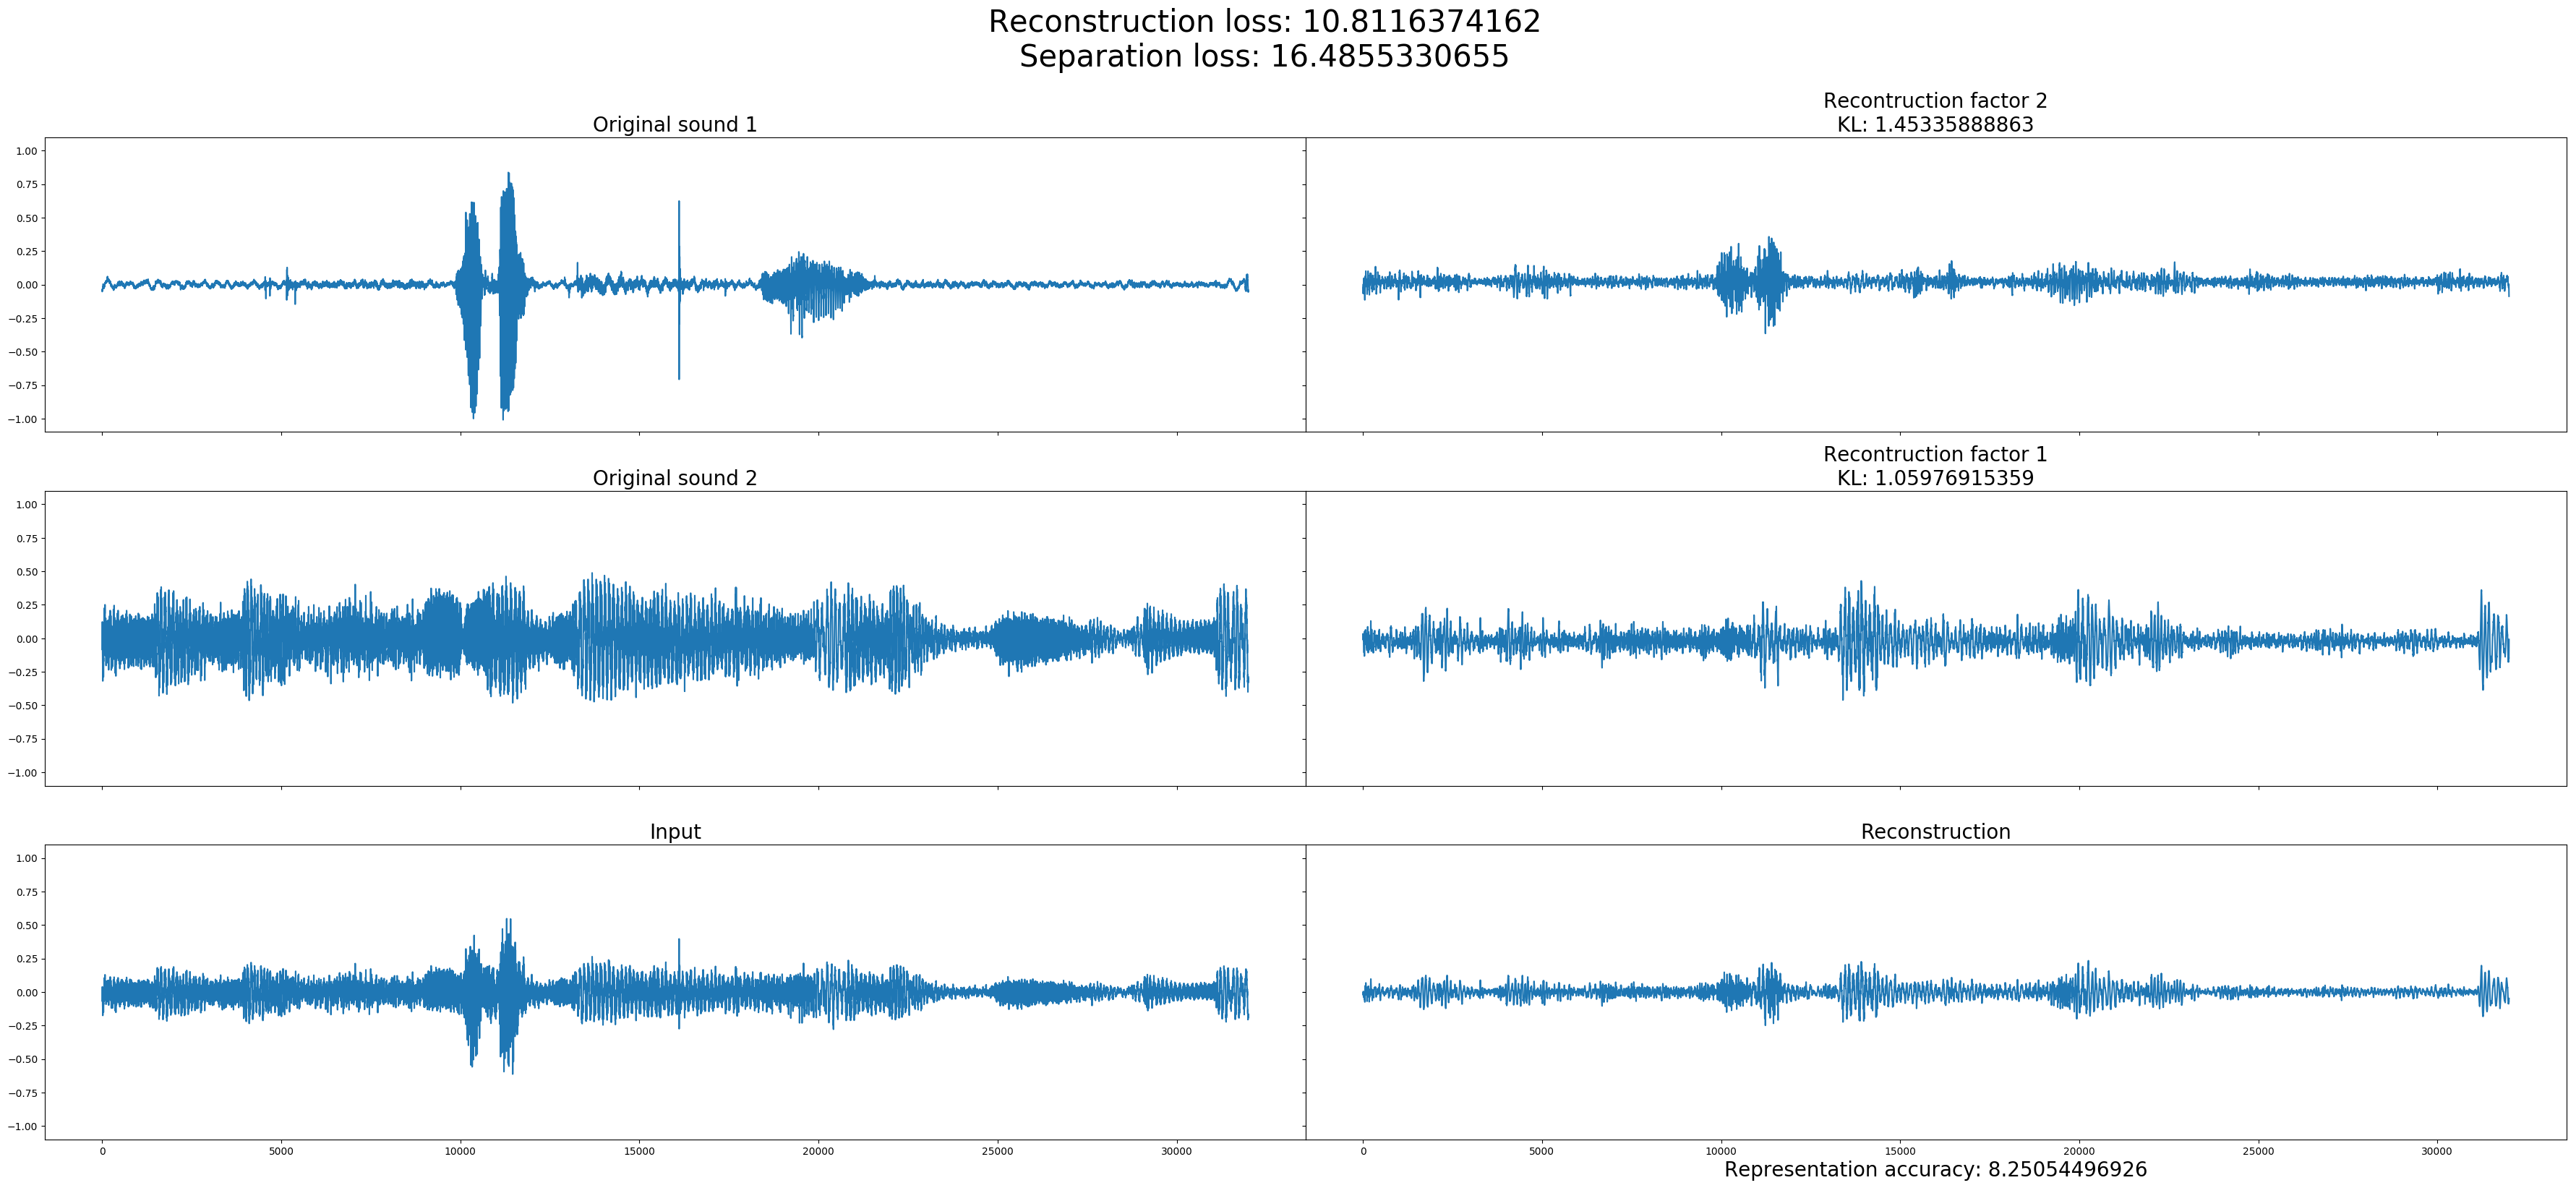 Reconstruction loss: 10.8116374162
Separation loss: 16.4855330655
Original sound 1
Recontruction factor 2
KL: 1.45335888863
1.00
0.75
0.50
0.25
0.00
−0.25
−0.50
−0.75
−1.00
Original sound 2
Recontruction factor 1
KL: 1.05976915359
1.00
0.75
0.50
0.25
0.00
−0.25
−0.50
−0.75
−1.00
Input
Reconstruction
1.00
0.75
0.50
0.25
0.00
−0.25
−0.50
−0.75
−1.00
0 5000 10000 15000 20000 25000 30000
0 5000 10000 15000 20000 25000 30000
Representation accuracy: 8.25054496926